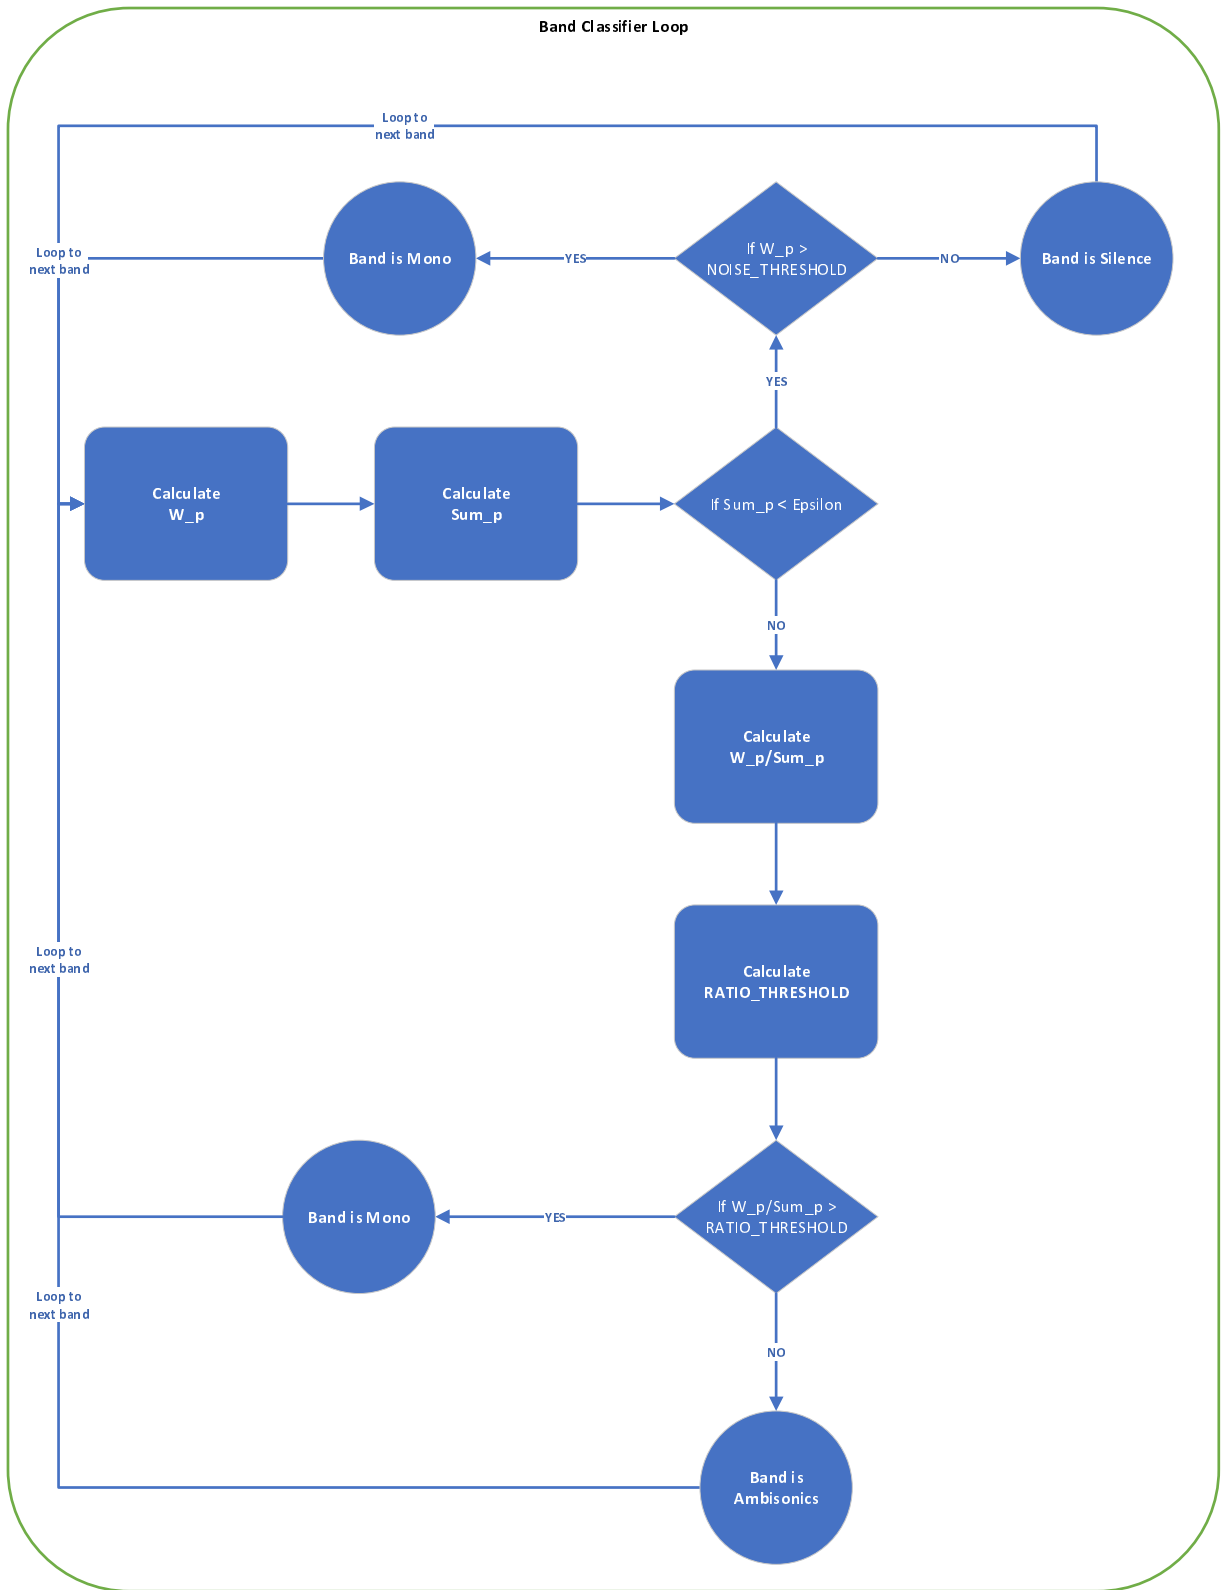 Band Classifier Loop
Loop to
next band
Loop to
next band
Band is Mono
YES
If W_p >
NOISE_THRESHOLD
NO
Band is Silence
YES
Calculate
W_p
Calculate
Sum_p
If Sum_p < Epsilon
NO
Calculate
W_p/Sum_p
Loop to
next band
Calculate
RATIO_THRESHOLD
Band is Mono
YES
If W_p/Sum_p >
RATIO_THRESHOLD
Loop to
next band
NO
Band is
Ambisonics